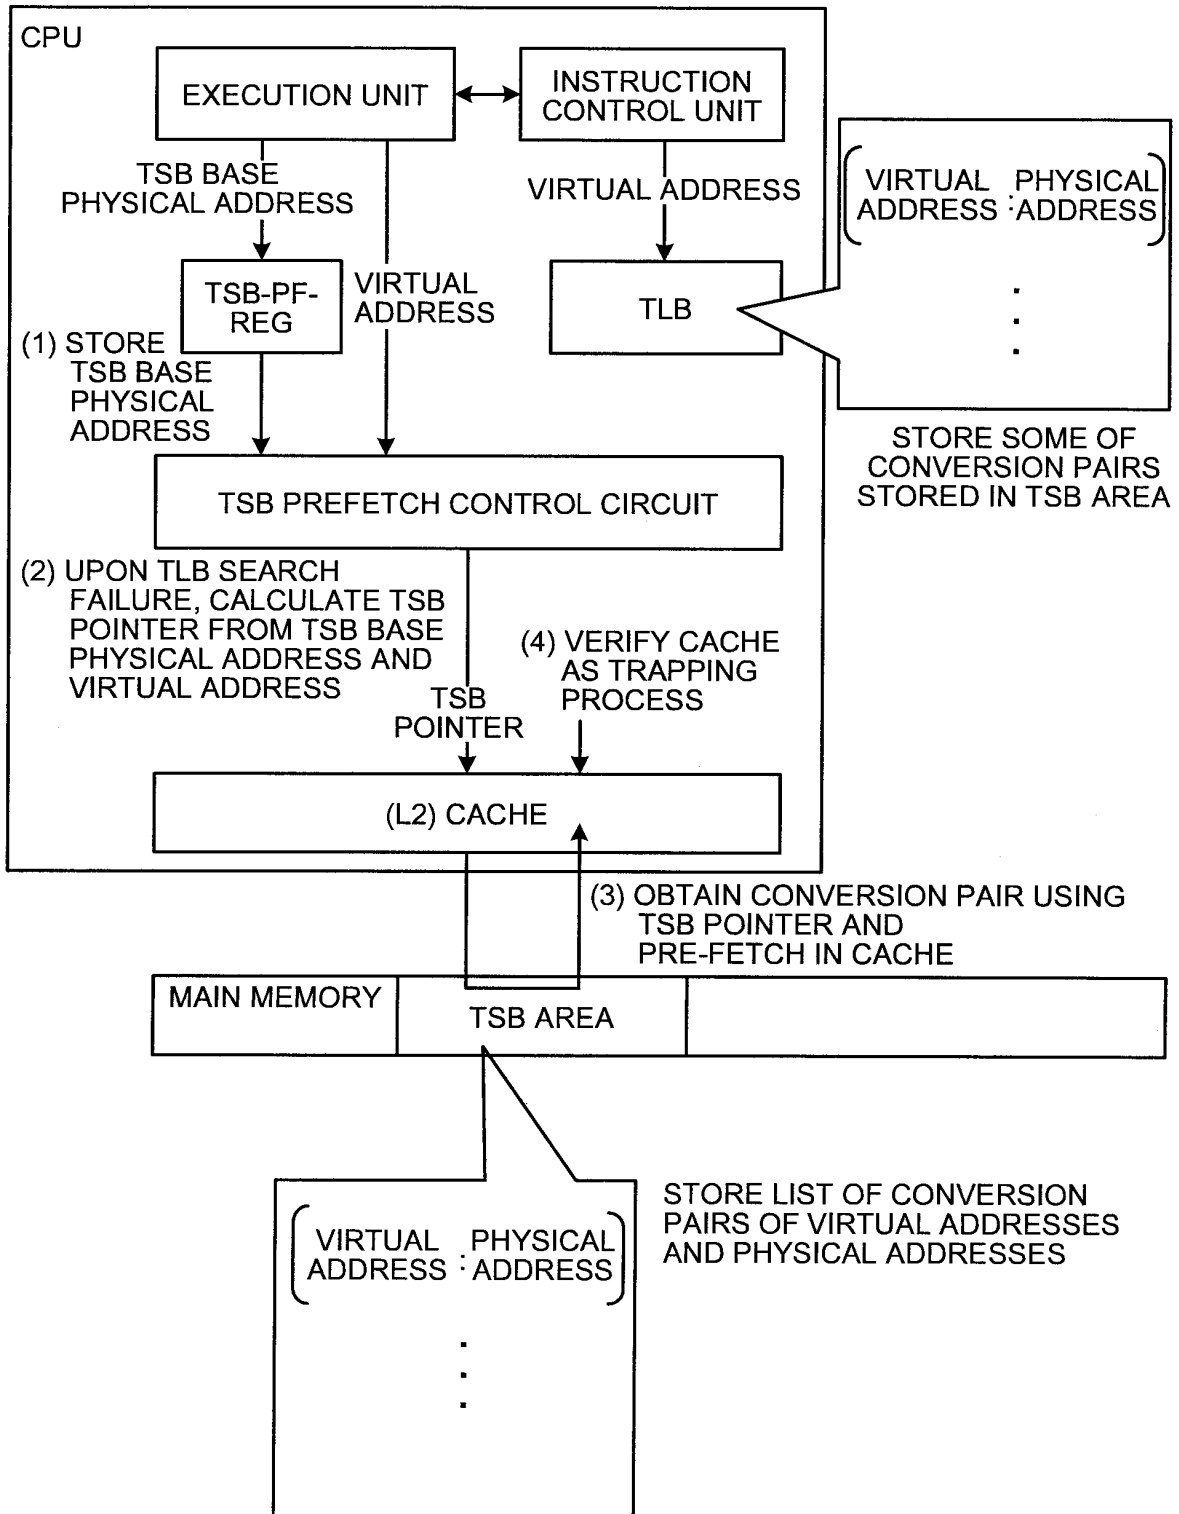 CPU
EXECUTION UNIT
INSTRUCTION
CONTROL UNIT
TSB BASE
PHYSICAL ADDRESS
VIRTUAL ADDRESS
VIRTUAL
ADDRESS
:
PHYSICAL
ADDRESS
.
.
.
TSB-PF-
REG
VIRTUAL
ADDRESS
TLB
(1) STORE
TSB BASE
PHYSICAL
ADDRESS
STORE SOME OF
CONVERSION PAIRS
STORED IN TSB AREA
TSB PREFETCH CONTROL CIRCUIT
(2) UPON TLB SEARCH
FAILURE, CALCULATE TSB
POINTER FROM TSB BASE
PHYSICAL ADDRESS AND
VIRTUAL ADDRESS
(4) VERIFY CACHE
AS TRAPPING
PROCESS
TSB
POINTER
(L2) CACHE
(3) OBTAIN CONVERSION PAIR USING
TSB POINTER AND
PRE-FETCH IN CACHE
MAIN MEMORY
TSB AREA
VIRTUAL
ADDRESS
:
PHYSICAL
ADDRESS
.
.
.
STORE LIST OF CONVERSION
PAIRS OF VIRTUAL ADDRESSES
AND PHYSICAL ADDRESSES